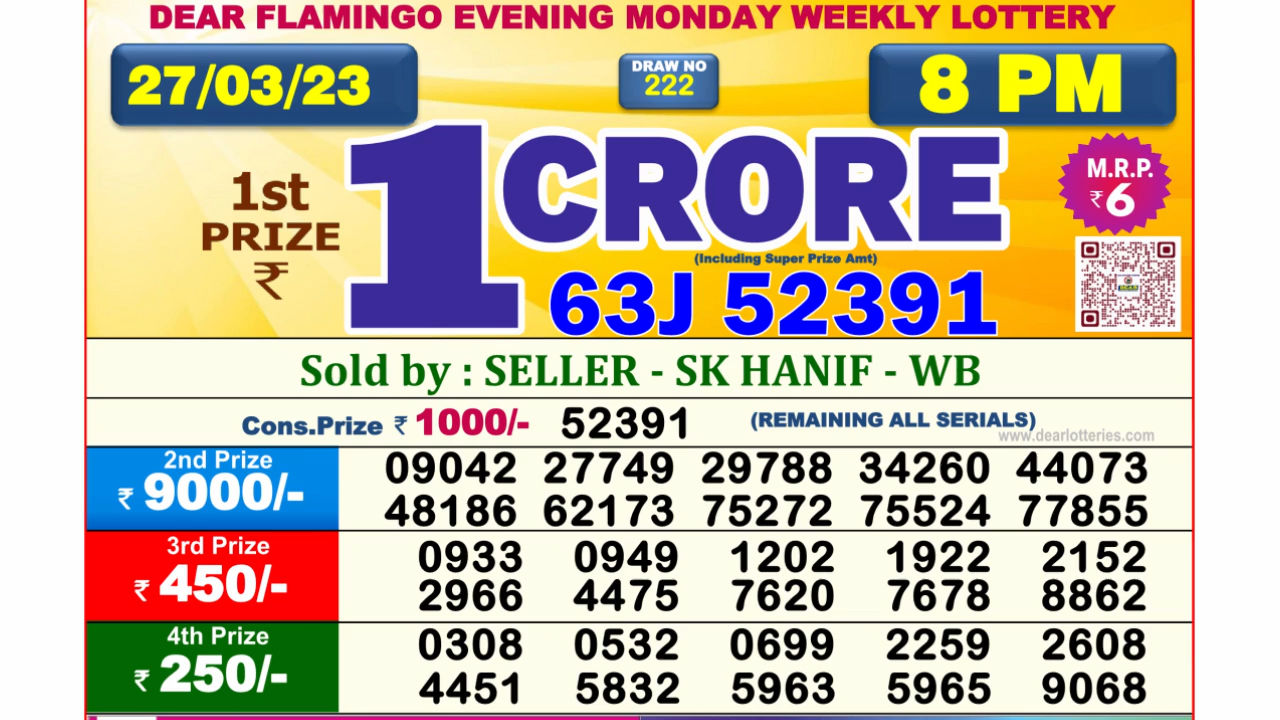 DEAR FLAMINGO EVENING MONDAY WEEKLY LOTTERY
27/03/23
DRAW NO
222
8 PM
1st
PRIZE
₹
1 CRORE
(Including Super Prize Amt)
63J 52391
M.R.P.
₹ 6
Sold by : SELLER - SK HANIF - WB
Cons.Prize ₹ 1000/- 52391 (REMAINING ALL SERIALS)
www.dearlotteries.com
2nd Prize
₹ 9000/-
09042 27749 29788 34260 44073
48186 62173 75272 75524 77855
3rd Prize
₹ 450/-
0933 0949 1202 1922 2152
2966 4475 7620 7678 8862
4th Prize
₹ 250/-
0308 0532 0699 2259 2608
4451 5832 5963 5965 9068